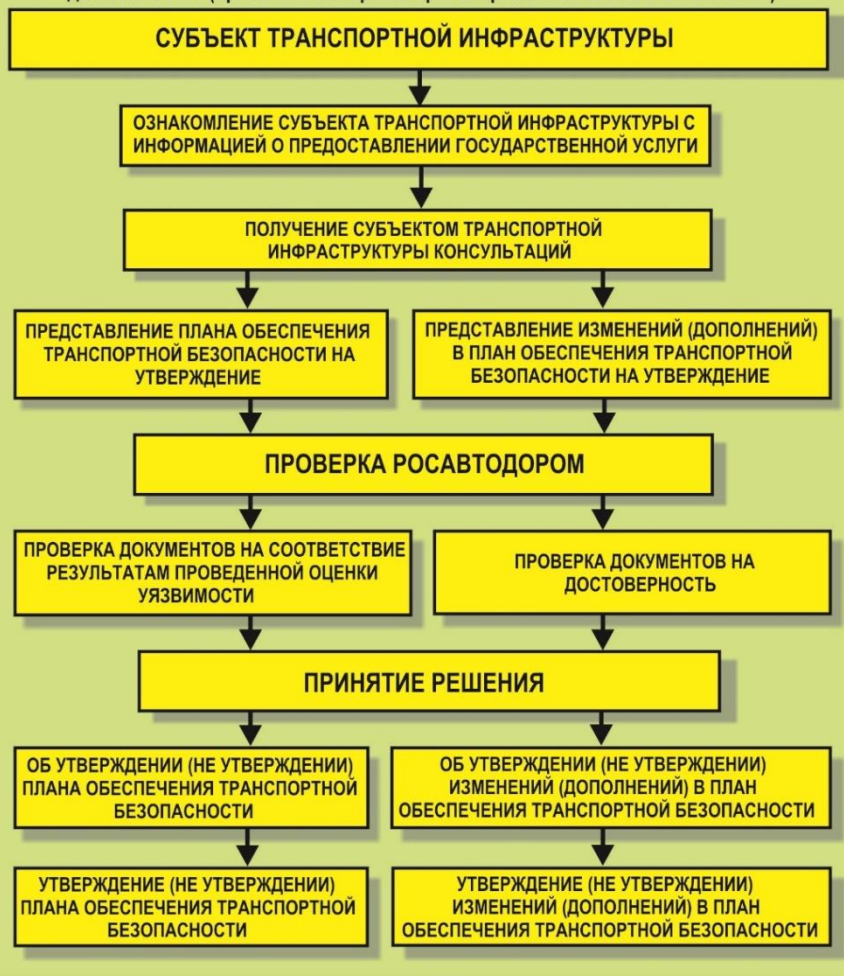 СУБЪЕКТ ТРАНСПОРТНОЙ ИНФРАСТРУКТУРЫ
ОЗНАКОМЛЕНИЕ СУБЪЕКТА ТРАНСПОРТНОЙ ИНФРАСТРУКТУРЫ С
ИНФОРМАЦИЕЙ О ПРЕДОСТАВЛЕНИИ ГОСУДАРСТВЕННОЙ УСЛУГИ
ПОЛУЧЕНИЕ СУБЪЕКТОМ ТРАНСПОРТНОЙ
ИНФРАСТРУКТУРЫ КОНСУЛЬТАЦИЙ
ПРЕДСТАВЛЕНИЕ ПЛАНА ОБЕСПЕЧЕНИЯ
ТРАНСПОРТНОЙ БЕЗОПАСНОСТИ НА
УТВЕРЖДЕНИЕ
ПРЕДСТАВЛЕНИЕ ИЗМЕНЕНИЙ (ДОПОЛНЕНИЙ)
В ПЛАН ОБЕСПЕЧЕНИЯ ТРАНСПОРТНОЙ
БЕЗОПАСНОСТИ НА УТВЕРЖДЕНИЕ
ПРОВЕРКА РОСАВТОДОРОМ
ПРОВЕРКА ДОКУМЕНТОВ НА СООТВЕТСТВИЕ
РЕЗУЛЬТАТАМ ПРОВЕДЕННОЙ ОЦЕНКИ
УЯЗВИМОСТИ
ПРОВЕРКА ДОКУМЕНТОВ НА
ДОСТОВЕРНОСТЬ
ПРИНЯТИЕ РЕШЕНИЯ
ОБ УТВЕРЖДЕНИИ (НЕ УТВЕРЖДЕНИИ)
ПЛАНА ОБЕСПЕЧЕНИЯ ТРАНСПОРТНОЙ
БЕЗОПАСНОСТИ
ОБ УТВЕРЖДЕНИИ (НЕ УТВЕРЖДЕНИИ)
ИЗМЕНЕНИЙ (ДОПОЛНЕНИЙ) В ПЛАН
ОБЕСПЕЧЕНИЯ ТРАНСПОРТНОЙ БЕЗОПАСНОСТИ
УТВЕРЖДЕНИЕ (НЕ УТВЕРЖДЕНИИ)
ПЛАНА ОБЕСПЕЧЕНИЯ ТРАНСПОРТНОЙ
БЕЗОПАСНОСТИ
УТВЕРЖДЕНИЕ (НЕ УТВЕРЖДЕНИИ)
ИЗМЕНЕНИЙ (ДОПОЛНЕНИЙ) В ПЛАН
ОБЕСПЕЧЕНИЯ ТРАНСПОРТНОЙ БЕЗОПАСНОСТИ